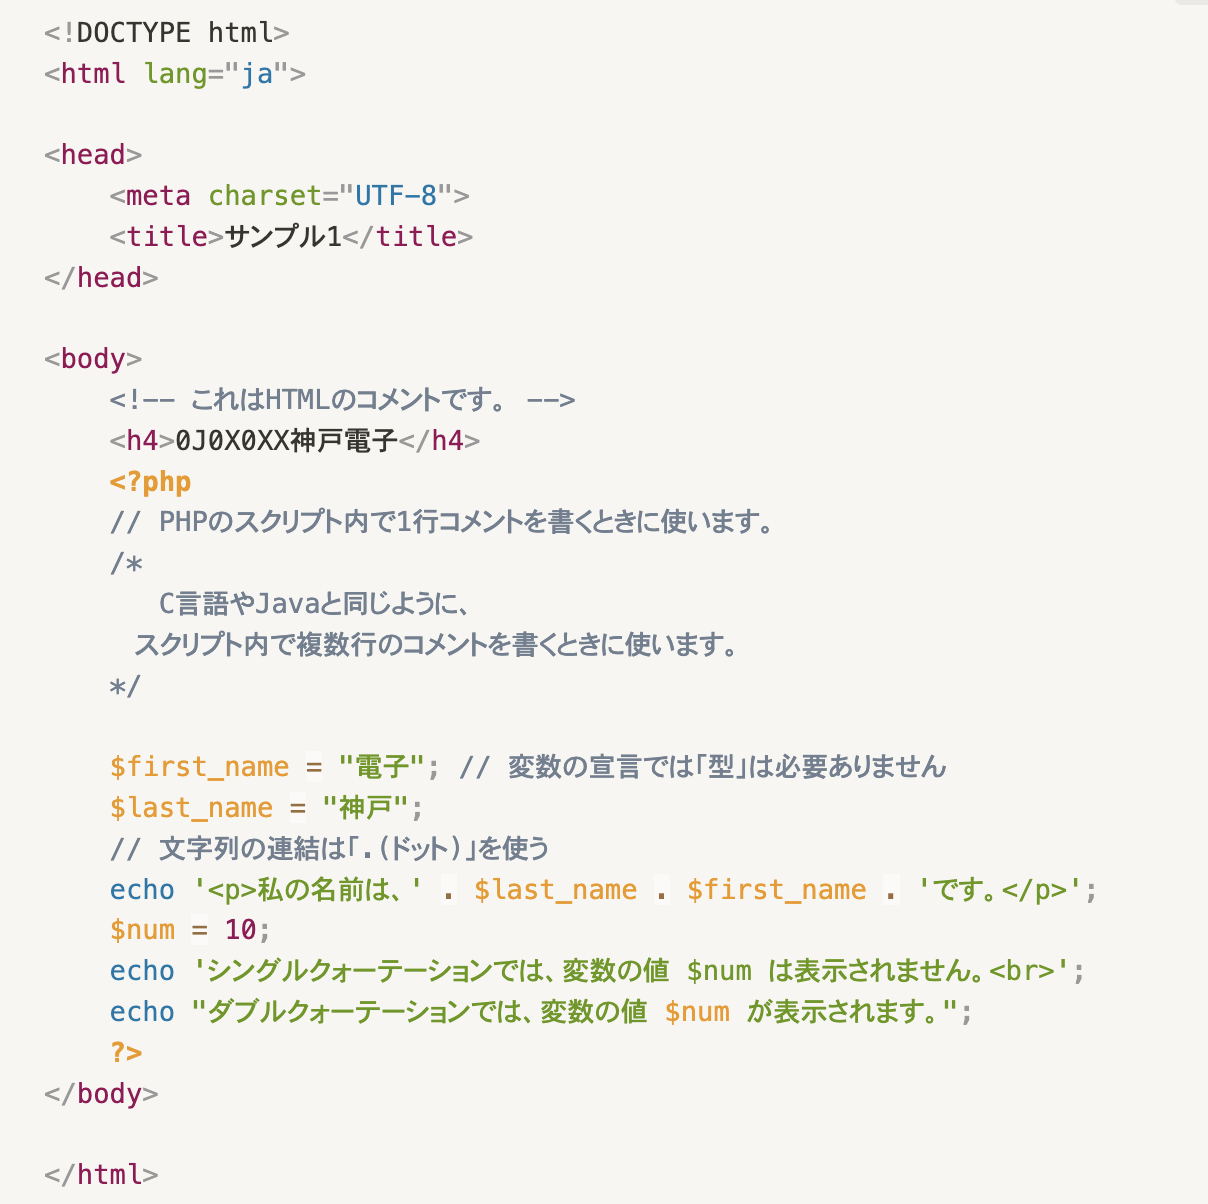 <!DOCTYPE html>
<html lang="ja">
<head>
<meta charset="UTF-8">
<title>サンプル1</title>
</head>
<body>
<!-- これはHTMLのコメントです。 -->
<h4>0J0X0XX神戸電子</h4>
<?php
// PHPのスクリプト内で1行コメントを書くときに使います。
/*
C言語やJavaと同じように、
スクリプト内で複数行のコメントを書くときに使います。
*/
$first_name = "電子"; // 変数の宣言では「型」は必要ありません
$last_name = "神戸";
// 文字列の連結は「.(ドット)」を使う
echo '<p>私の名前は、' . $last_name . $first_name . 'です。</p>';
$num = 10;
echo 'シングルクォーテーションでは、変数の値 $num は表示されません。<br>';
echo "ダブルクォーテーションでは、変数の値 $num が表示されます。";
?>
</body>
</html>